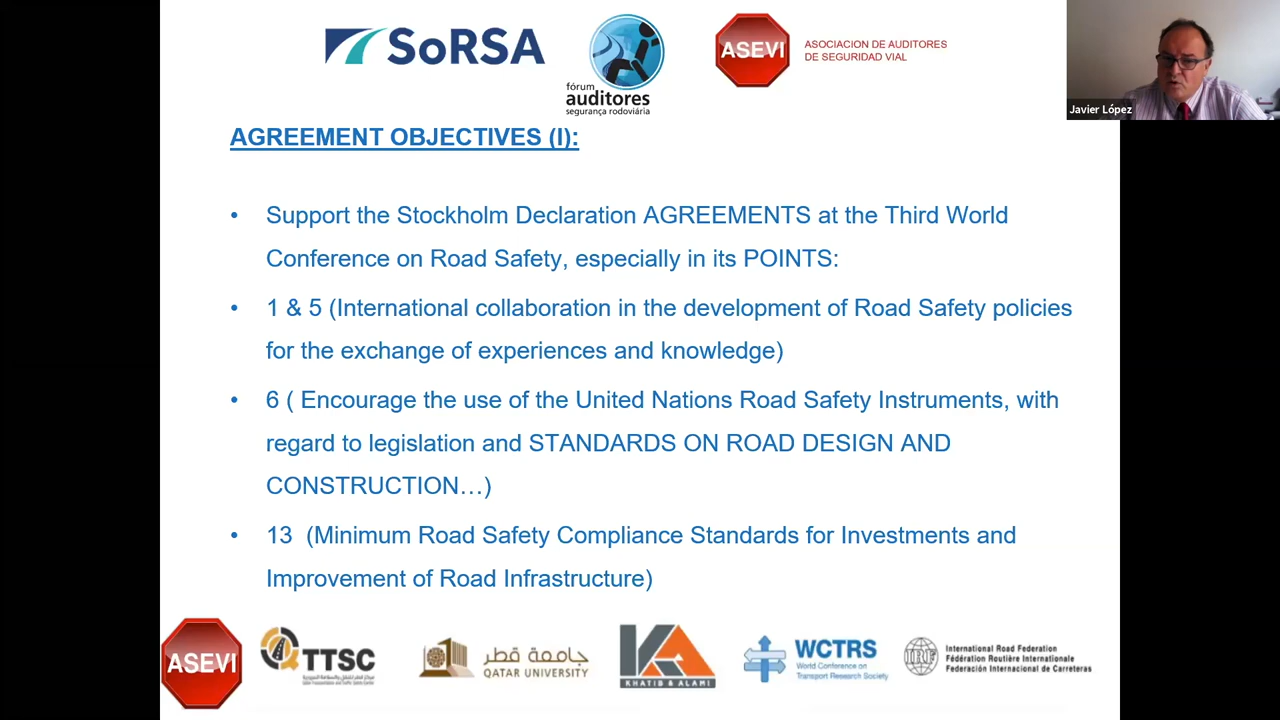 SoRSA
fórum
auditores
segurança rodoviária
ASEVI
ASOCIACION DE AUDITORES
DE SEGURIDAD VIAL
Javier López
AGREEMENT OBJECTIVES (I):
• Support the Stockholm Declaration AGREEMENTS at the Third World
Conference on Road Safety, especially in its POINTS:
• 1 & 5 (International collaboration in the development of Road Safety policies
for the exchange of experiences and knowledge)
• 6 ( Encourage the use of the United Nations Road Safety Instruments, with
regard to legislation and STANDARDS ON ROAD DESIGN AND
CONSTRUCTION…)
• 13 (Minimum Road Safety Compliance Standards for Investments and
Improvement of Road Infrastructure)
ASEVI
QTTSC
جامعة قطر
QATAR UNIVERSITY
KA
KHATIB & ALAMI
WCTRS
World Conference on
Transport Research Society
IRF
International Road Federation
Fédération Routière Internationale
Federación Internacional de Carreteras